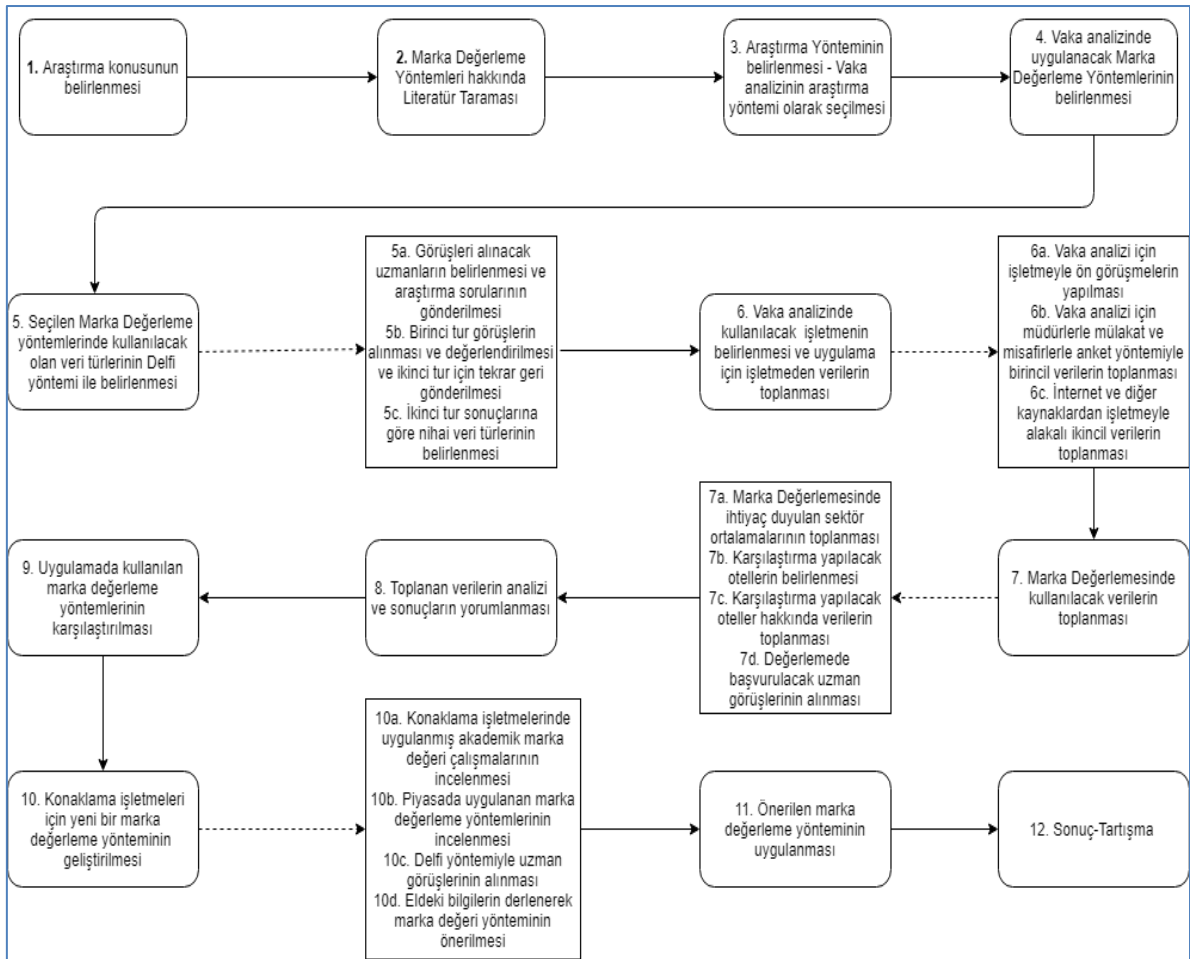 1. Araştırma konusunun
belirlenmesi
2. Marka Değerleme
Yöntemleri hakkında
Literatür Taraması
3. Araştırma Yönteminin
belirlenmesi - Vaka
analizinin araştırma
yöntemi olarak seçilmesi
4. Vaka analizinde
uygulanacak Marka
Değerleme Yöntemlerinin
belirlenmesi
5. Seçilen Marka Değerleme
yöntemlerinde kullanılacak
olan veri türlerinin Delfi
yöntemi ile belirlenmesi
5a. Görüşleri alınacak
uzmanların belirlenmesi ve
araştırma sorularının
gönderilmesi
5b. Birinci tur görüşlerin
alınması ve değerlendirilmesi
ve ikinci tur için tekrar geri
gönderilmesi
5c. İkinci tur sonuçlarına
göre nihai veri türlerinin
belirlenmesi
6. Vaka analizinde
kullanılacak işletmenin
belirlenmesi ve uygulama
için işletmeden verilerin
toplanması
6a. Vaka analizi için
işletmeyle ön görüşmelerin
yapılması
6b. Vaka analizi için
müdürlerle mülakat ve
misafirlerle anket yöntemiyle
birincil verilerin toplanması
6c. İnternet ve diğer
kaynaklardan işletmeyle
alakalı ikincil verilerin
toplanması
7. Marka Değerlemesinde
kullanılacak verilerin
toplanması
7a. Marka Değerlemesinde
ihtiyaç duyulan sektör
ortalamalarının toplanması
7b. Karşılaştırma yapılacak
otellerin belirlenmesi
7c. Karşılaştırma yapılacak
oteller hakkında verilerin
toplanması
7d. Değerlemede
başvurulacak uzman
görüşlerinin alınması
8. Toplanan verilerin analizi
ve sonuçların yorumlanması
9. Uygulamada kullanılan
marka değerleme
yöntemlerinin
karşılaştırılması
10. Konaklama işletmeleri
için yeni bir marka
değerleme yönteminin
geliştirilmesi
10a. Konaklama işletmelerinde
uygulanmış akademik marka
değeri çalışmalarının
incelenmesi
10b. Piyasada uygulanan marka
değerleme yöntemlerinin
incelenmesi
10c. Delfi yöntemiyle uzman
görüşlerinin alınması
10d. Eldeki bilgilerin derlenerek
marka değeri yönteminin
önerilmesi
11. Önerilen marka
değerleme yönteminin
uygulanması
12. Sonuç-Tartışma